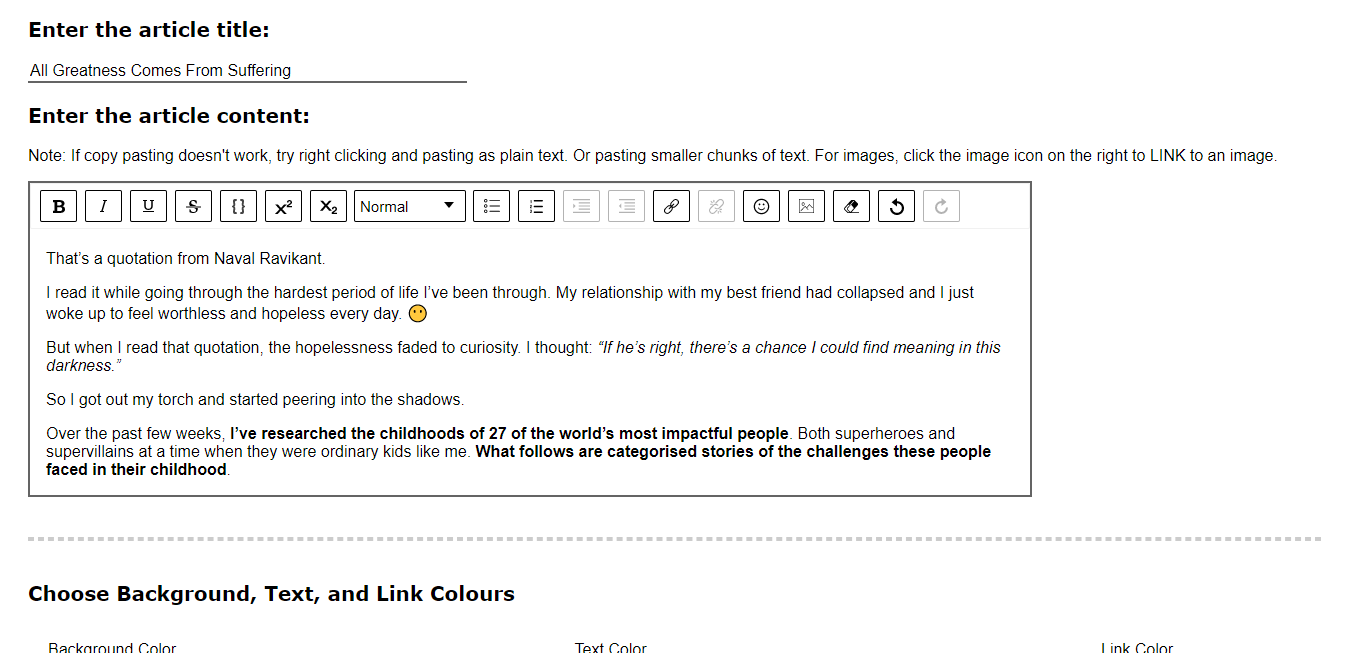 Enter the article title:
All Greatness Comes From Suffering
Enter the article content:
Note: If copy pasting doesn't work, try right clicking and pasting as plain text. Or pasting smaller chunks of text. For images, click the image icon on the right to LINK to an image.
B I U S {} X² X₂ Normal
That’s a quotation from Naval Ravikant.
I read it while going through the hardest period of life I’ve been through. My relationship with my best friend had collapsed and I just
woke up to feel worthless and hopeless every day. 😶
But when I read that quotation, the hopelessness faded to curiosity. I thought: “If he’s right, there’s a chance I could find meaning in this
darkness.”
So I got out my torch and started peering into the shadows.
Over the past few weeks, I’ve researched the childhoods of 27 of the world’s most impactful people. Both superheroes and
supervillains at a time when they were ordinary kids like me. What follows are categorised stories of the challenges these people
faced in their childhood.
Choose Background, Text, and Link Colours
Background Color Text Color Link Color